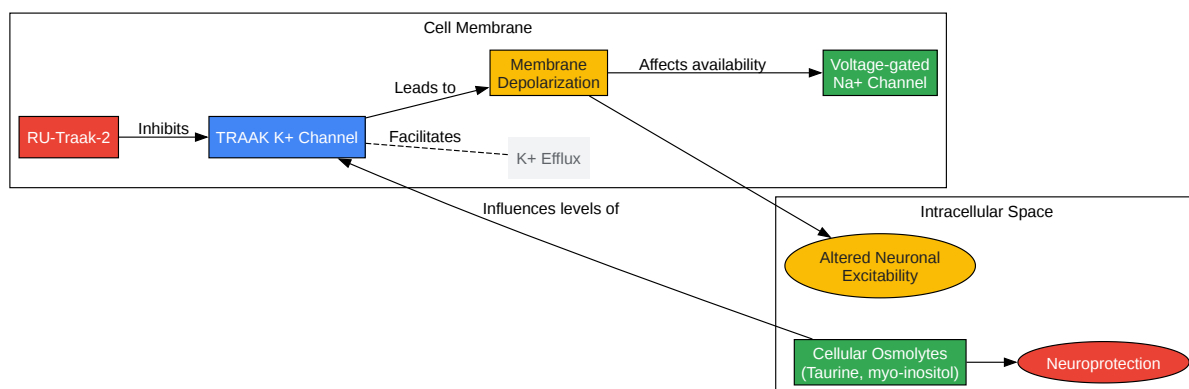 Cell Membrane
Membrane
Depolarization
Affects availability
Voltage-gated
Na+ Channel
Leads to
RU-Traak-2
Inhibits
TRAAK K+ Channel
Facilitates
K+ Efflux
Influences levels of
Intracellular Space
Altered Neuronal
Excitability
Cellular Osmolytes
(Taurine, myo-inositol)
Neuroprotection